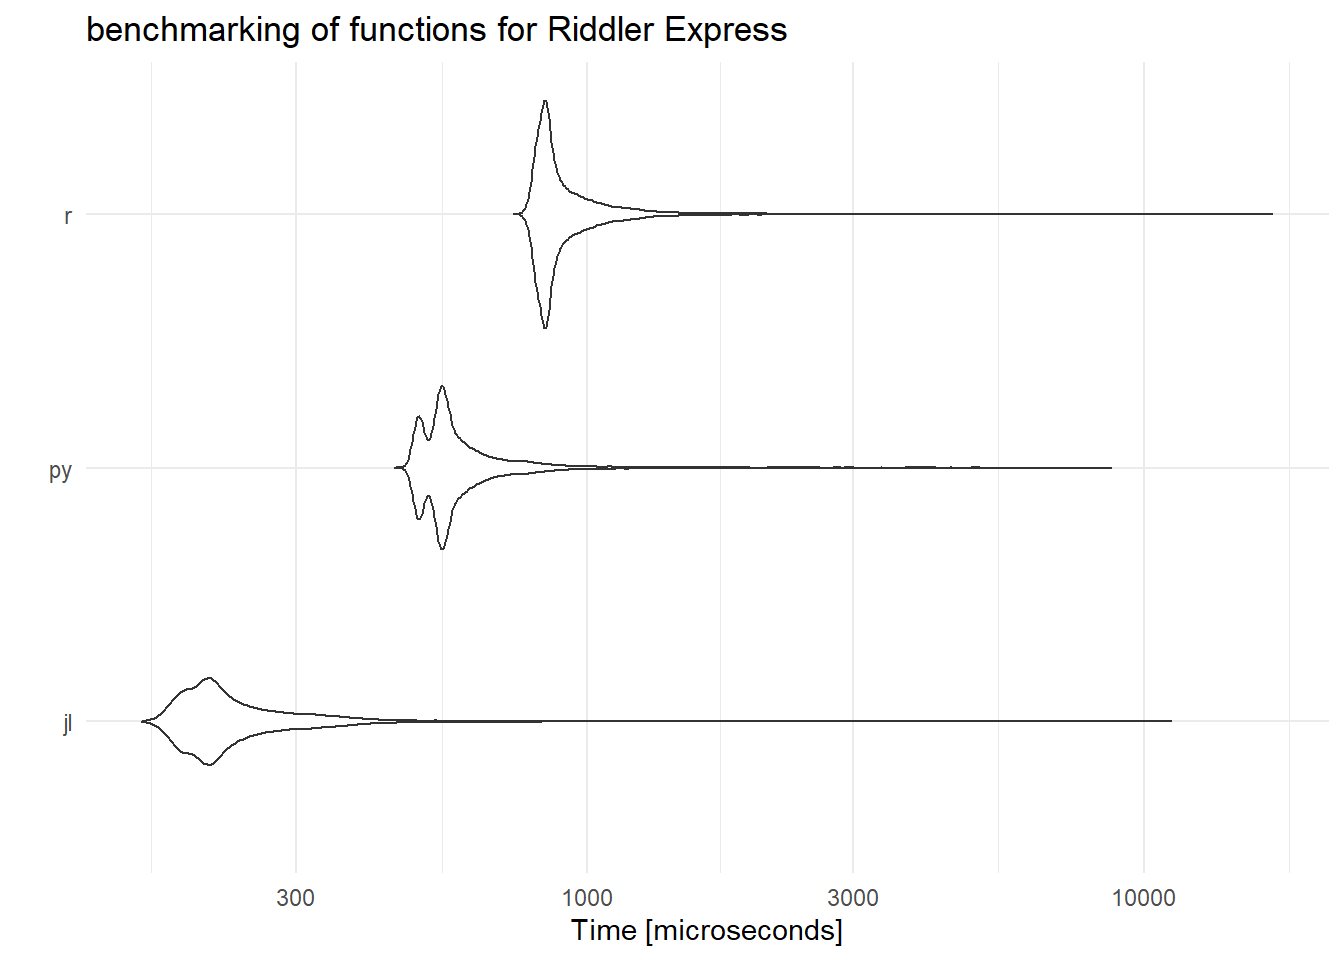 benchmarking of functions for Riddler Express
r
py
jl
300 1000 3000 10000
Time [microseconds]